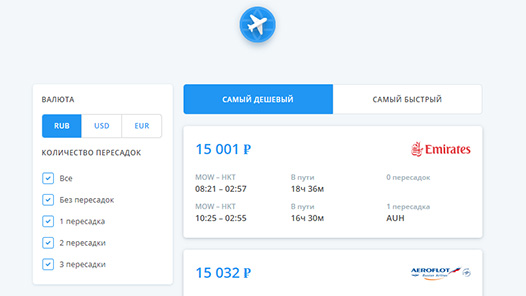 ВАЛЮТА
RUB USD EUR
КОЛИЧЕСТВО ПЕРЕСАДОК
Все
Без пересадок
1 пересадка
2 пересадки
3 пересадки
САМЫЙ ДЕШЕВЫЙ САМЫЙ БЫСТРЫЙ
15 001 ₽ Emirates
MOW – HKT В пути 0 пересадок
08:21 – 02:57 18ч 36м
MOW – HKT В пути 1 пересадка
10:25 – 02:55 16ч 30м AUH
15 032 ₽ AEROFLOT
Russian Airlines